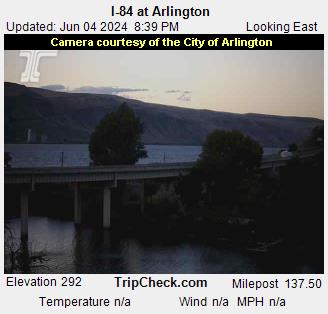 I-84 at Arlington
Updated: Jun 04 2024 8:39 PM Looking East
Camera courtesy of the City of Arlington
Elevation 292 TripCheck.com Milepost 137.50
Temperature n/a Wind n/a MPH n/a